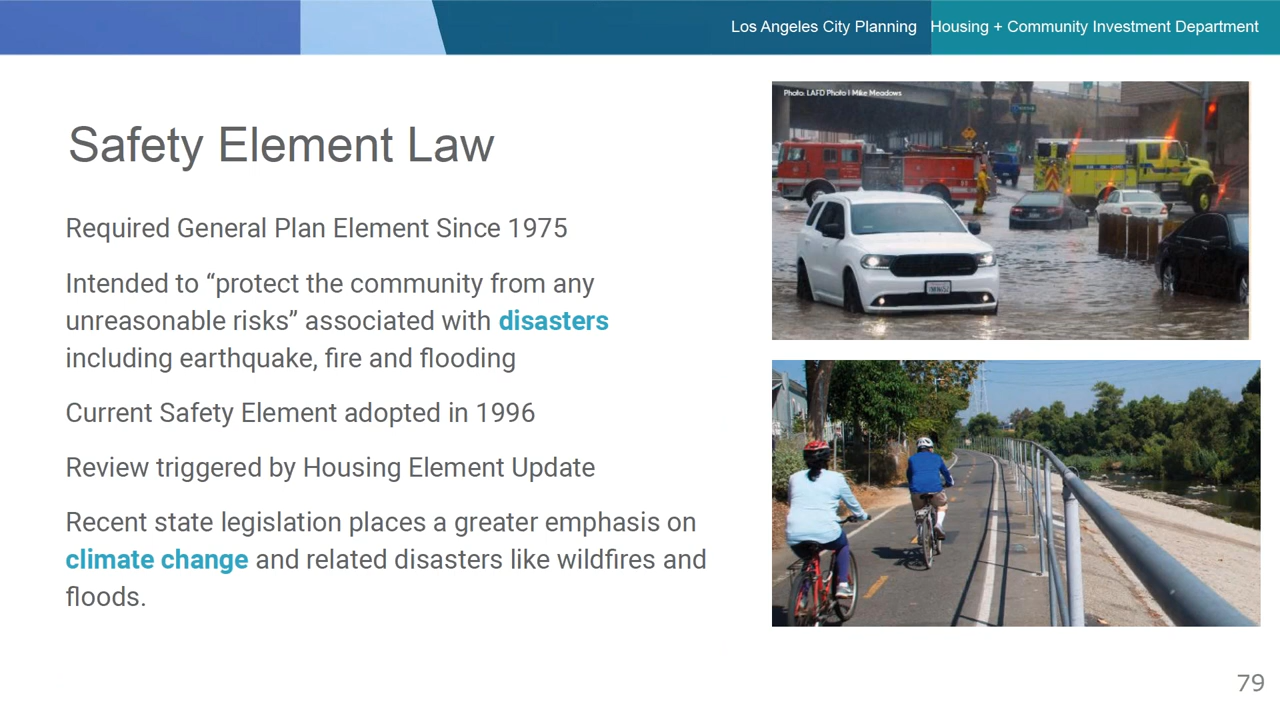 Los Angeles City Planning Housing + Community Investment Department
Photo: LAFD Photo | Mike Meadows
Safety Element Law
Required General Plan Element Since 1975
Intended to “protect the community from any
unreasonable risks” associated with disasters
including earthquake, fire and flooding
Current Safety Element adopted in 1996
Review triggered by Housing Element Update
Recent state legislation places a greater emphasis on
climate change and related disasters like wildfires and
floods.
79